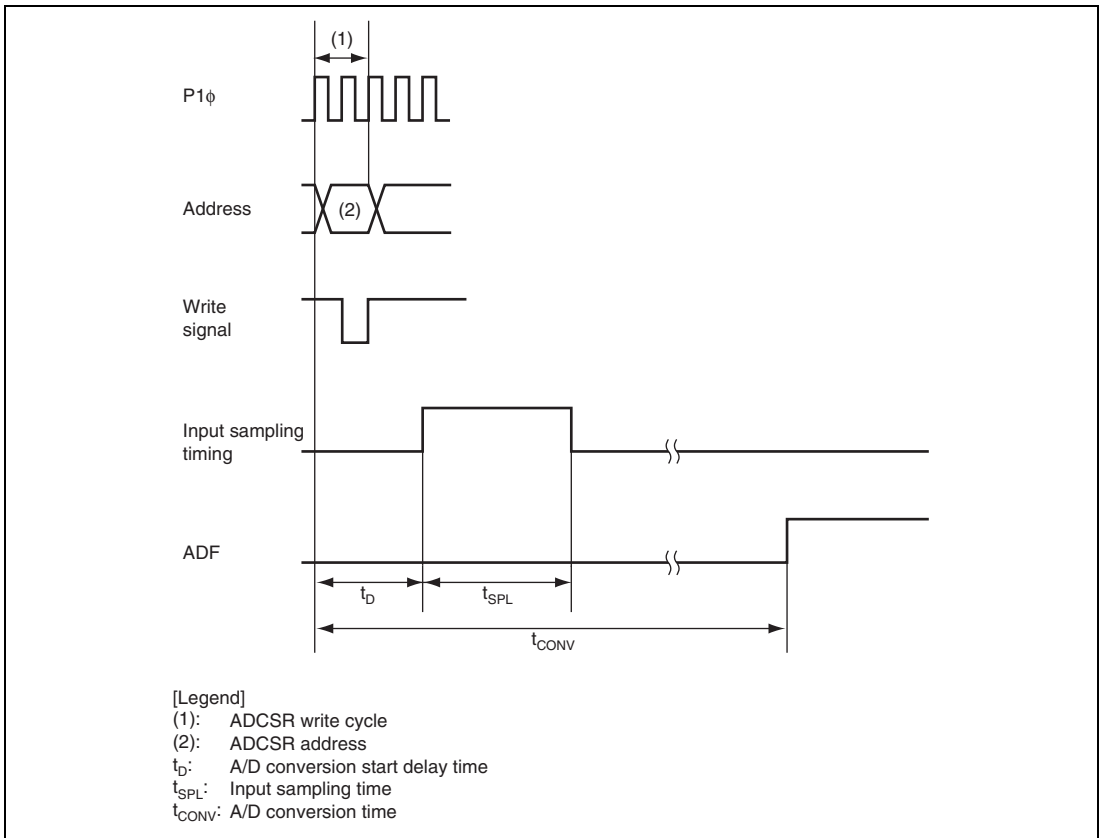 (1)
P1ϕ
Address
(2)
Write
signal
Input sampling
timing
ADF
tD
tSPL
tCONV
[Legend]
(1): ADCSR write cycle
(2): ADCSR address
tD: A/D conversion start delay time
tSPL: Input sampling time
tCONV: A/D conversion time